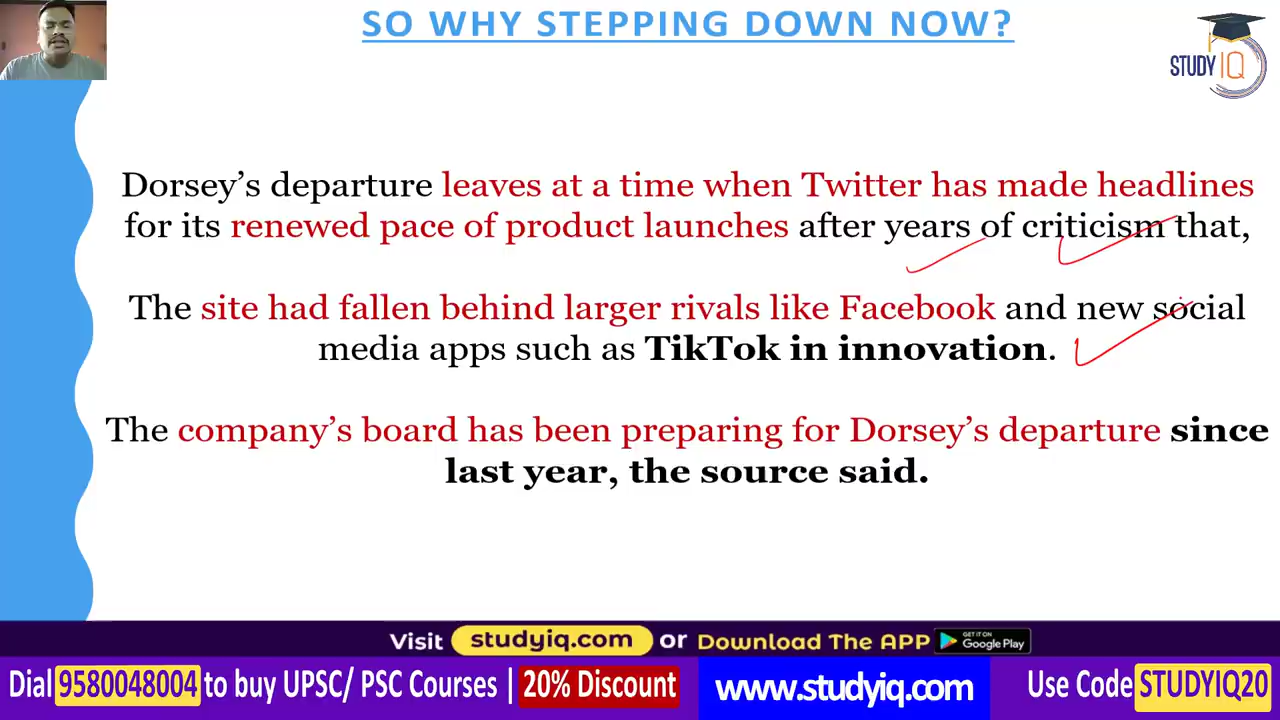 SO WHY STEPPING DOWN NOW?
STUDY IQ
Dorsey’s departure leaves at a time when Twitter has made headlines
for its renewed pace of product launches after years of criticism that,
The site had fallen behind larger rivals like Facebook and new social
media apps such as TikTok in innovation.
The company’s board has been preparing for Dorsey’s departure since
last year, the source said.
Visit studyiq.com or Download The APP GET IT ON Google Play
Dial 9580048004 to buy UPSC/ PSC Courses | 20% Discount www.studyiq.com Use Code STUDYIQ20